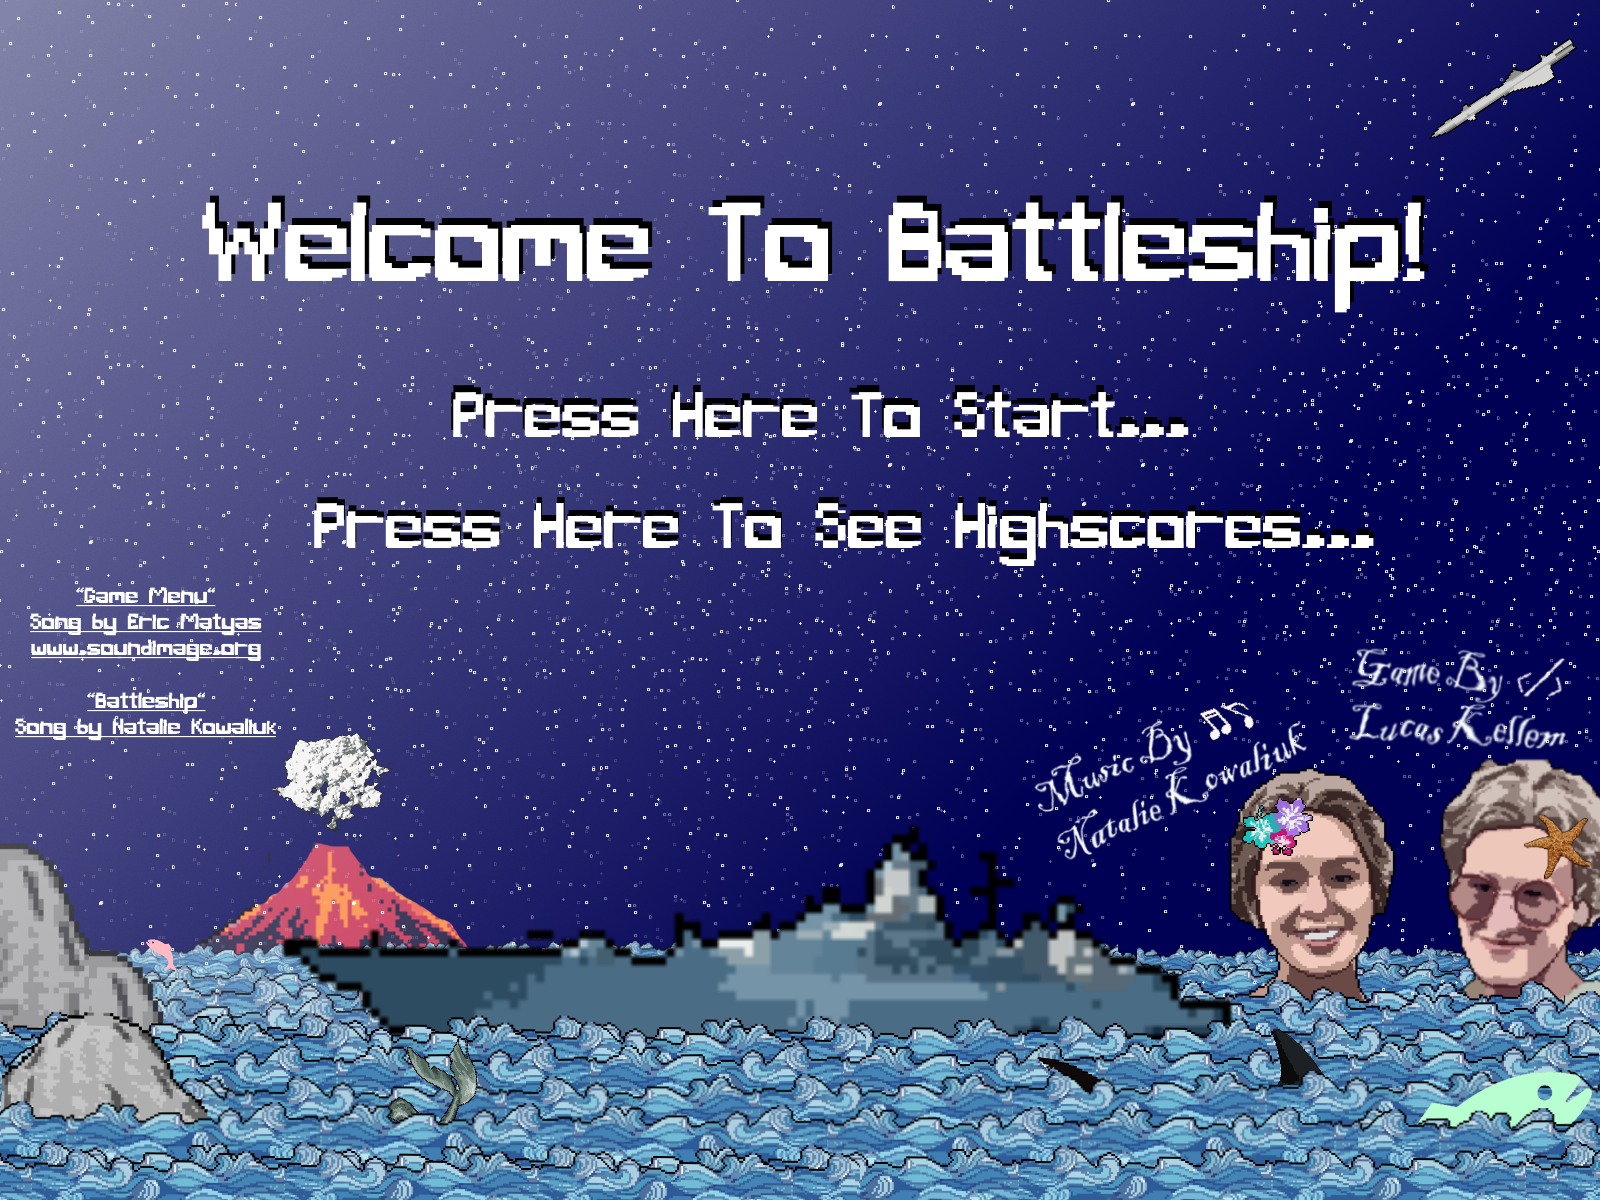 Welcome To Battleship!
Press Here To Start...
Press Here To See Highscores...
"Game Menu"
Song by Eric Matyas
www.soundimage.org
"Battleship"
Song by Natalie Kowaliuk
Music By
Natalie Kowaliuk
Game By </>
Lucas Kellem